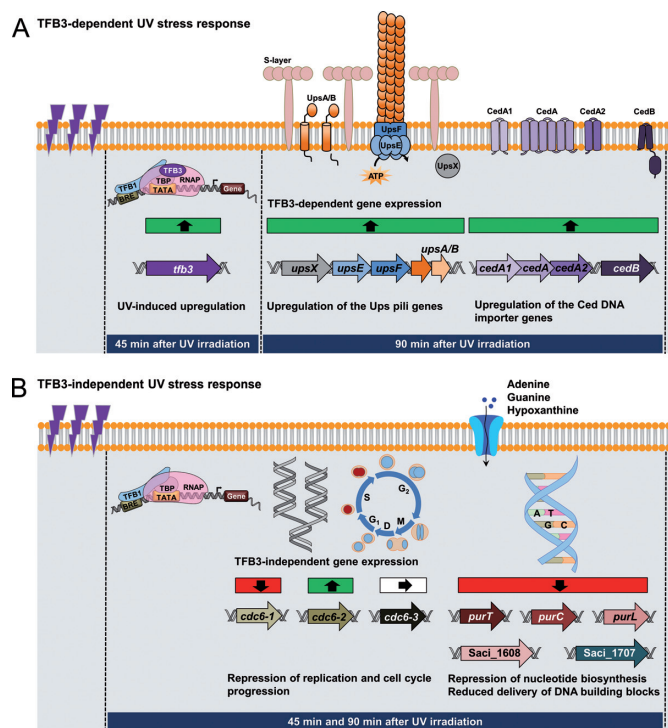 A
TFB3-dependent UV stress response
S-layer
UpsA/B
UpsF
UpsE
ATP
UpsX
CedA1
CedA
CedA2
CedB
TFB1
BRE
TFB3
TBP
TATA
RNAP
Gene
TFB3-dependent gene expression
tfb3
upsX
upsE
upsF
upsA/B
cedA1
cedA
cedA2
cedB
UV-induced upregulation
Upregulation of the Ups pili genes
Upregulation of the Ced DNA
importer genes
45 min after UV irradiation
90 min after UV irradiation
B
TFB3-independent UV stress response
Adenine
Guanine
Hypoxanthine
TFB1
BRE
TBP
TATA
RNAP
Gene
S
G2
G1
D
M
A T
G C
TFB3-independent gene expression
cdc6-1
cdc6-2
cdc6-3
purT
purC
purL
Saci_1608
Saci_1707
Repression of replication and cell cycle
progression
Repression of nucleotide biosynthesis
Reduced delivery of DNA building blocks
45 min and 90 min after UV irradiation